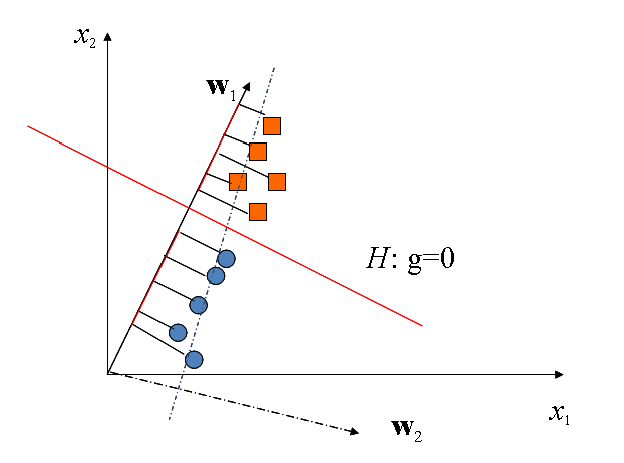 x₂
w₁
H: g=0
x₁
w₂